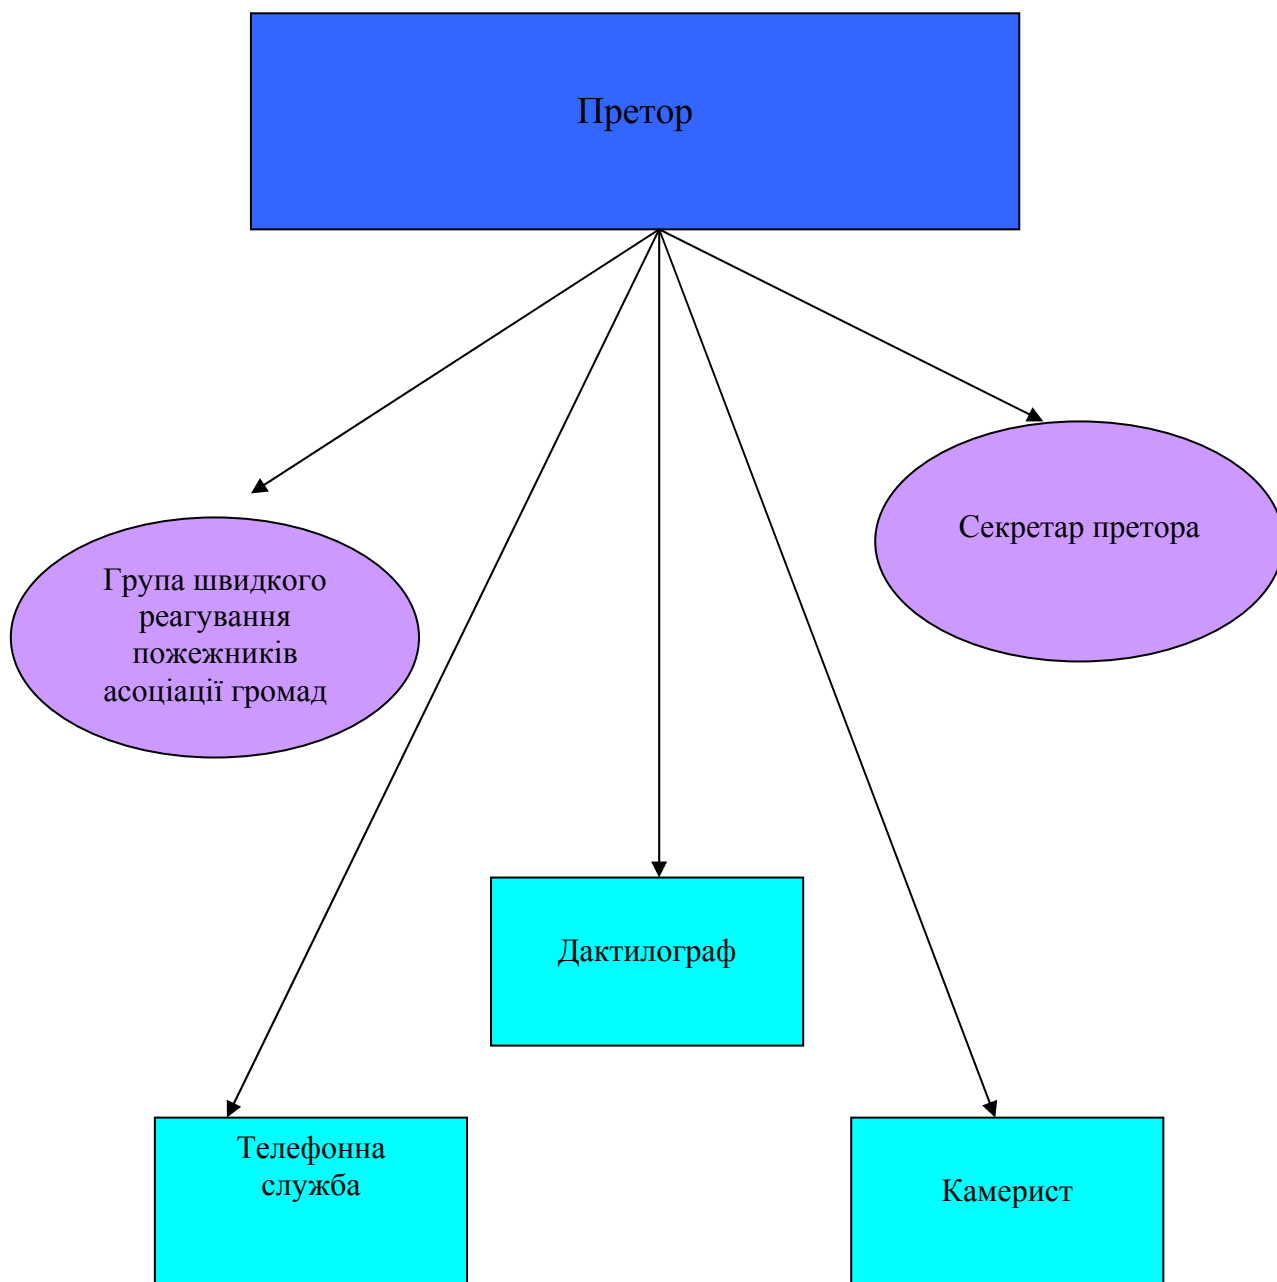 Претор
Секретар претора
Група швидкого
реагування
пожежників
асоціації громад
Дактилограф
Телефонна
служба
Камерист